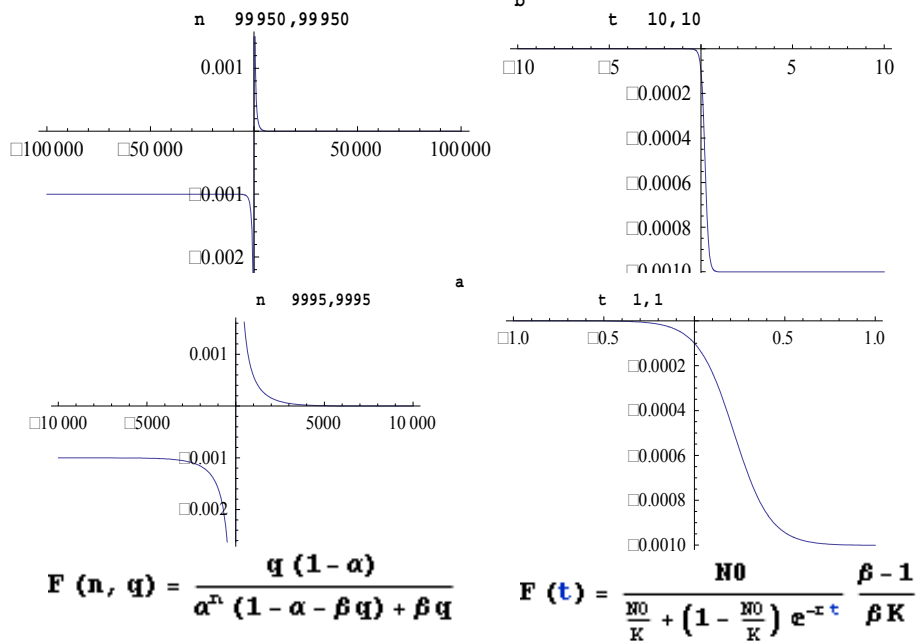 b
n 99950,99950
t 10,10
0.001
□100000 □50000 50000 100000
□0.001
□0.002
□10 □5 5 10
□0.0002
□0.0004
□0.0006
□0.0008
□0.0010
a
n 9995,9995
t 1,1
0.001
□10000 □5000 5000 10000
□0.001
□0.002
□1.0 □0.5 0.5 1.0
□0.0002
□0.0004
□0.0006
□0.0008
□0.0010
F (n, q) = q (1 - α) / α^n (1 - α - β q) + β q
F (t) = N0 / N0/K + (1 - N0/K) e^-r t β - 1 / β K